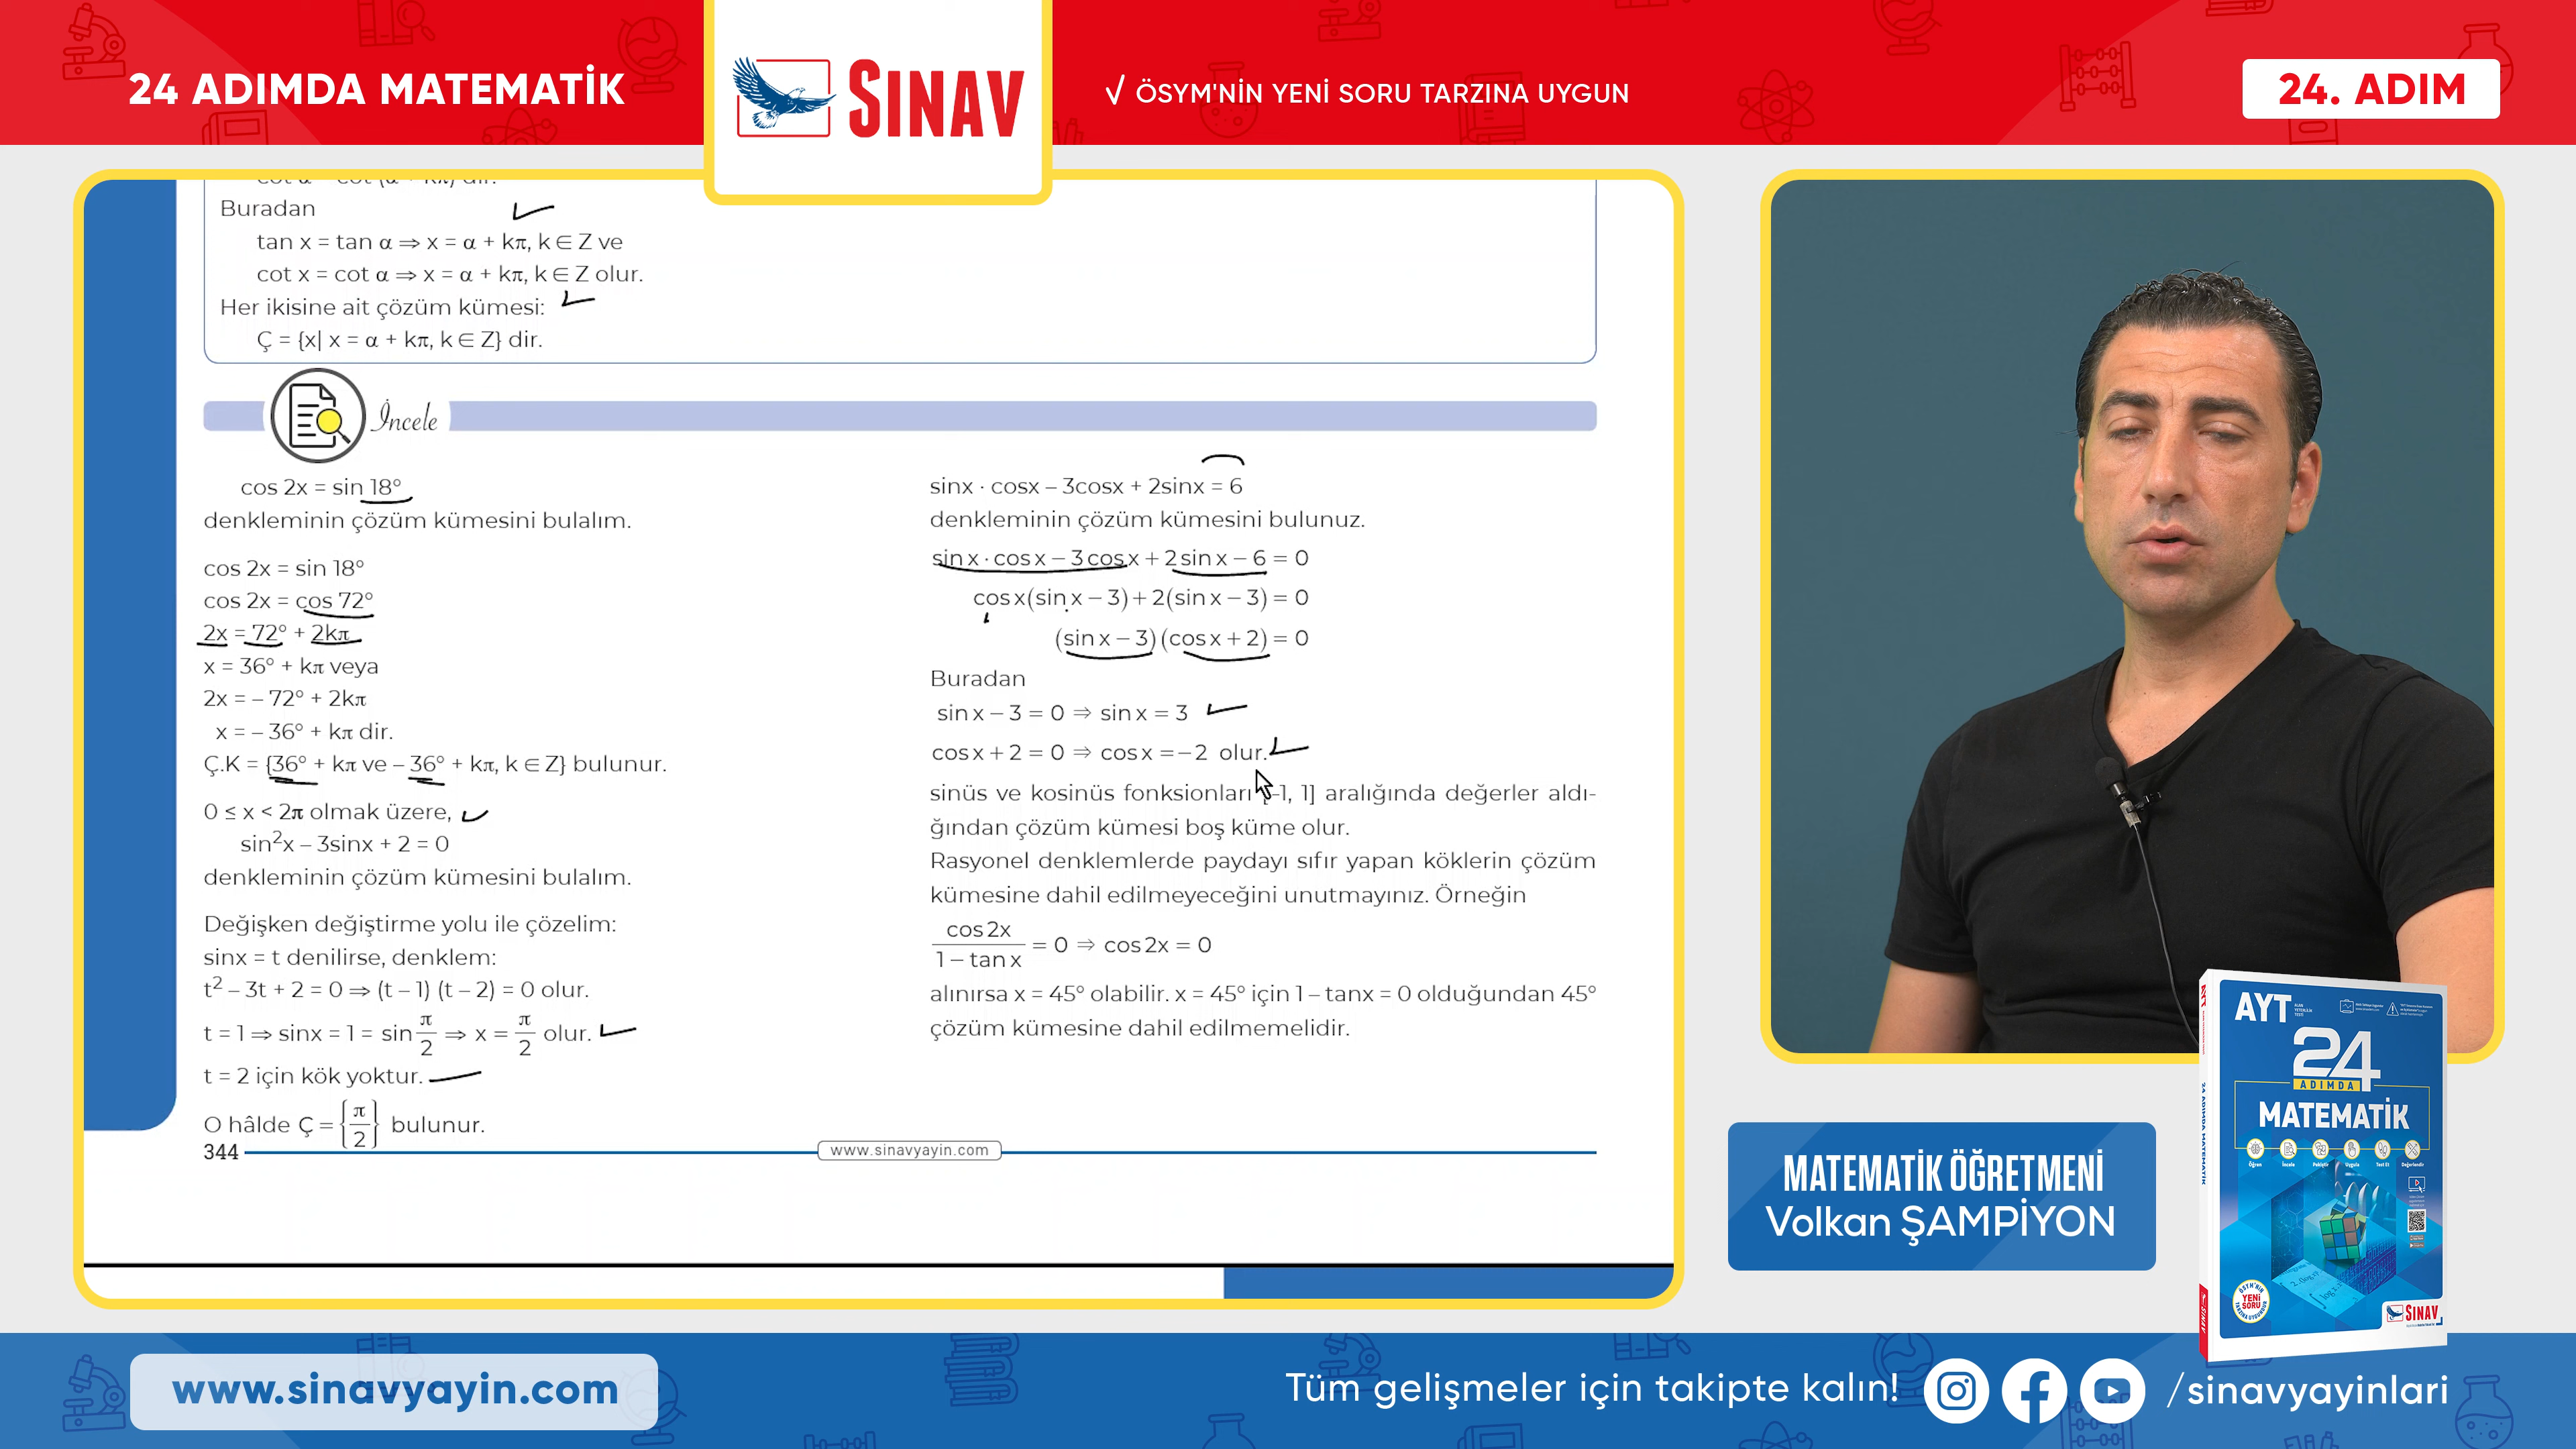 24 ADIMDA MATEMATİK
SINAV
√ ÖSYM'NİN YENİ SORU TARZINA UYGUN
24. ADIM
Buradan
tan x = tan α ⇒ x = α + kπ, k ∈ Z ve
cot x = cot α ⇒ x = α + kπ, k ∈ Z olur.
Her ikisine ait çözüm kümesi:
Ç = {x| x = α + kπ, k ∈ Z} dir.
İncele
cos 2x = sin 18°
denkleminin çözüm kümesini bulalım.
cos 2x = sin 18°
cos 2x = cos 72°
2x = 72° + 2kπ
x = 36° + kπ veya
2x = – 72° + 2kπ
x = – 36° + kπ dir.
Ç.K = {36° + kπ ve – 36° + kπ, k ∈ Z} bulunur.
0 ≤ x < 2π olmak üzere,
sin²x – 3sinx + 2 = 0
denkleminin çözüm kümesini bulalım.
Değişken değiştirme yolu ile çözelim:
sinx = t denilirse, denklem:
t² – 3t + 2 = 0 ⇒ (t – 1) (t – 2) = 0 olur.
t = 1 ⇒ sinx = 1 = sin π/2 ⇒ x = π/2 olur.
t = 2 için kök yoktur.
O hâlde Ç = {π/2} bulunur.
344
sinx · cosx – 3cosx + 2sinx = 6
denkleminin çözüm kümesini bulunuz.
sin x · cos x – 3 cos x + 2 sin x – 6 = 0
cos x(sin x – 3) + 2(sin x – 3) = 0
(sin x – 3) (cos x + 2) = 0
Buradan
sin x – 3 = 0 ⇒ sin x = 3
cos x + 2 = 0 ⇒ cos x = –2 olur.
sinüs ve kosinüs fonksionları [–1, 1] aralığında değerler aldı-
ğından çözüm kümesi boş küme olur.
Rasyonel denklemlerde paydayı sıfır yapan köklerin çözüm
kümesine dahil edilmeyeceğini unutmayınız. Örneğin
cos 2x / 1 – tan x = 0 ⇒ cos 2x = 0
alınırsa x = 45° olabilir. x = 45° için 1 – tanx = 0 olduğundan 45°
çözüm kümesine dahil edilmemelidir.
www.sinavyayin.com
MATEMATİK ÖĞRETMENİ
Volkan ŞAMPİYON
AYT
24
ADIMDA
MATEMATİK
YENİ
SORU
SINAV
www.sinavyayin.com
Tüm gelişmeler için takipte kalın!
/sinavyayinlari